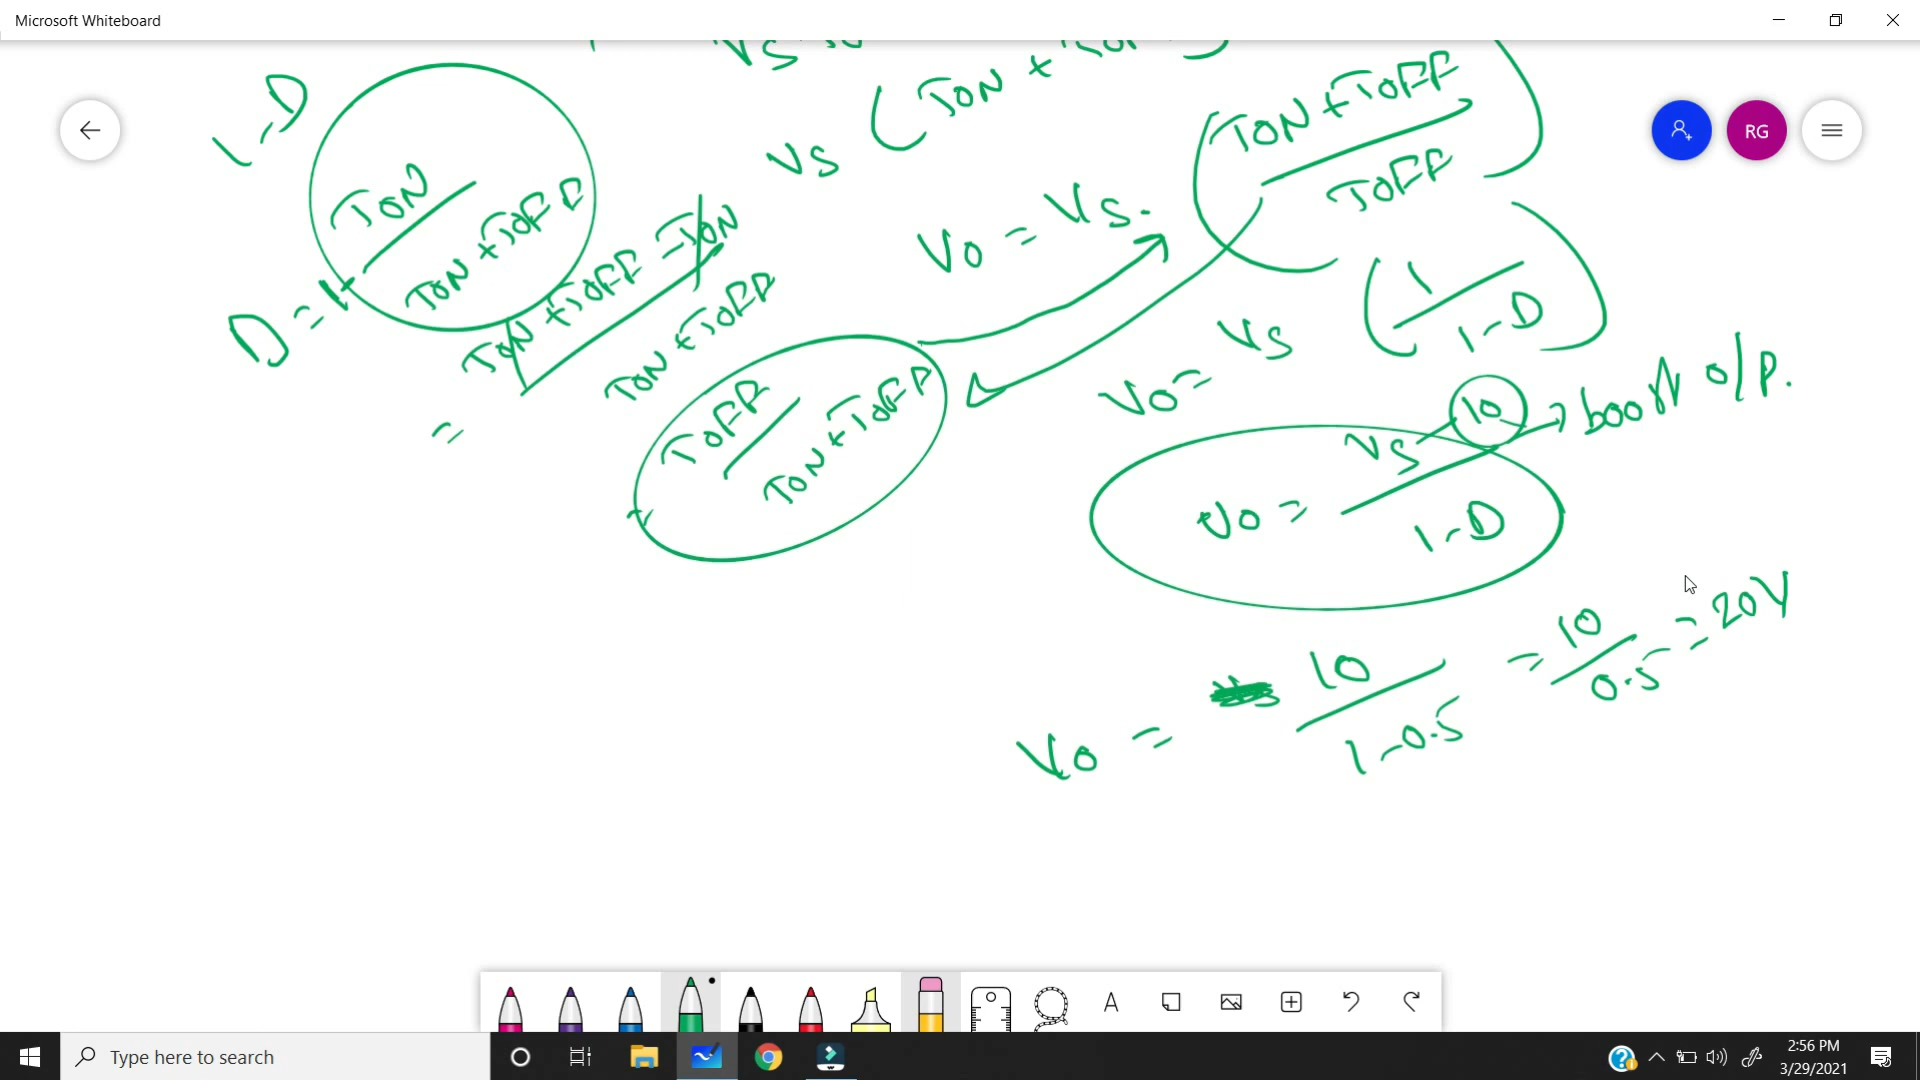 Microsoft Whiteboard
Vs
(TON +
1-D
TON
TON + TOFF
D =
TON + TOFF - TON
TON + TOFF
=
TOFF
TON + TOFF
Vs
Vo = Vs.
TON + TOFF
TOFF
Vo = Vs
(1
1-D)
Vo =
Vs
10 → boost o/p.
1-D
Vo =
10
1-0.5
=
10
0.5
= 20V
RG
A
Type here to search
2:56 PM
3/29/2021